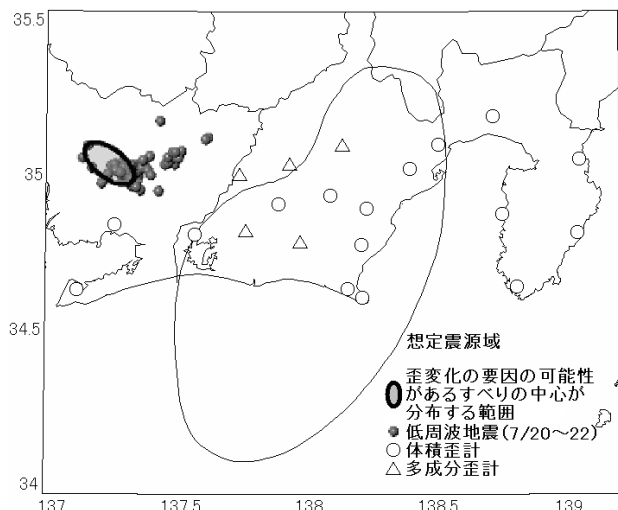 35.5
35
34.5
34
想定震源域
歪変化の要因の可能性
があるすべりの中心が
分布する範囲
低周波地震(7/20～22)
体積歪計
多成分歪計
137
137.5
138
138.5
139